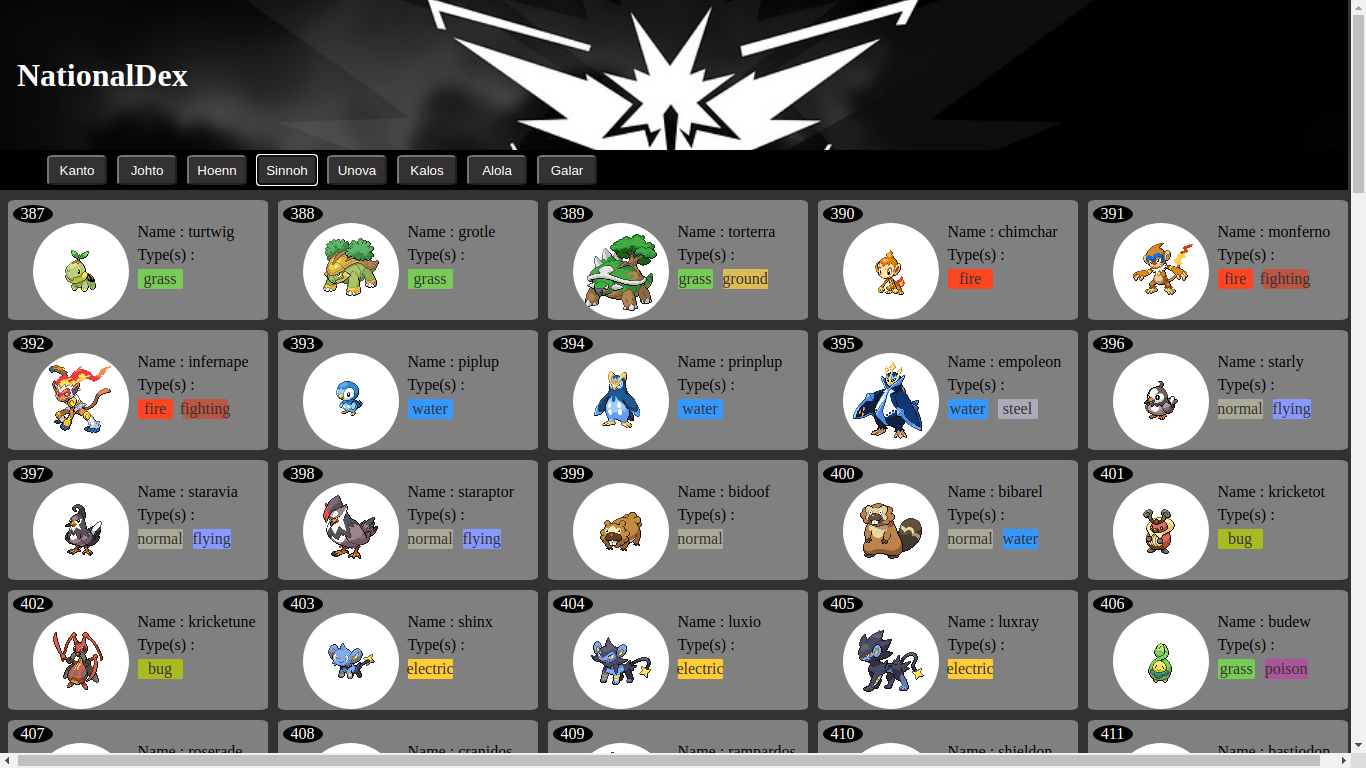 NationalDex
Kanto Johto Hoenn Sinnoh Unova Kalos Alola Galar
387 388 389 390 391
Name : turtwig Name : grotle Name : torterra Name : chimchar Name : monferno
Type(s) : Type(s) : Type(s) : Type(s) : Type(s) :
grass grass grass ground fire fire fighting
392 393 394 395 396
Name : infernape Name : piplup Name : prinplup Name : empoleon Name : starly
Type(s) : Type(s) : Type(s) : Type(s) : Type(s) :
fire fighting water water water steel normal flying
397 398 399 400 401
Name : staravia Name : staraptor Name : bidoof Name : bibarel Name : kricketot
Type(s) : Type(s) : Type(s) : Type(s) : Type(s) :
normal flying normal flying normal normal water bug
402 403 404 405 406
Name : kricketune Name : shinx Name : luxio Name : luxray Name : budew
Type(s) : Type(s) : Type(s) : Type(s) : Type(s) :
bug electric electric electric grass poison
407 408 409 410 411
Name : roserade Name : cranidos Name : rampardos Name : shieldon Name : bastiodon